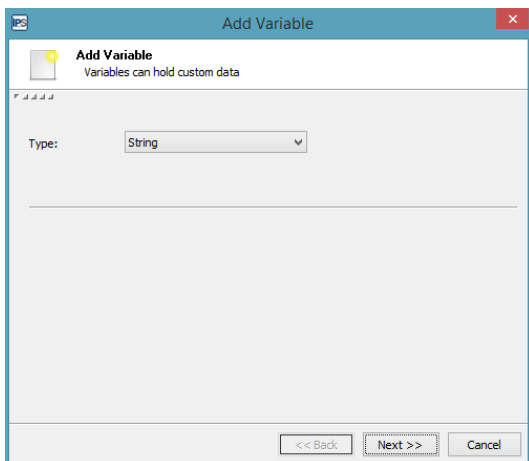 IPS
Add Variable
Add Variable
Variables can hold custom data
Type:
String
<< Back
Next >>
Cancel